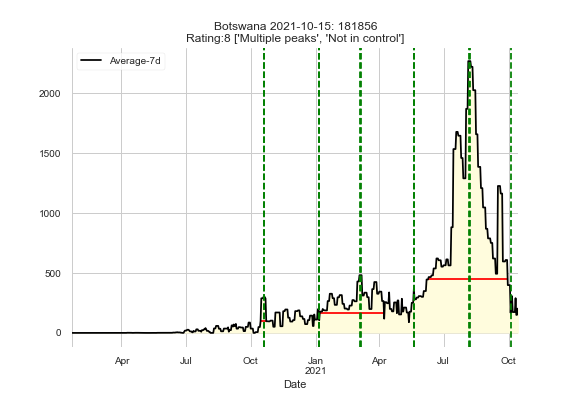 Botswana 2021-10-15: 181856
Rating:8 ['Multiple peaks', 'Not in control']
Average-7d
2000
1500
1000
500
0
Apr Jul Oct Jan Apr Jul Oct
2021
Date